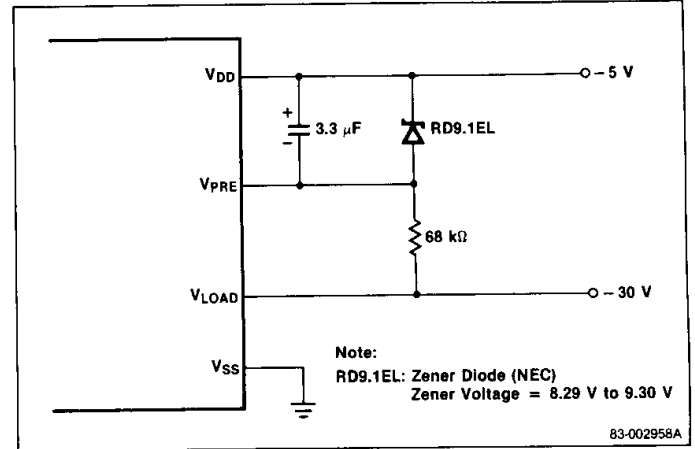 VDD
− 5 V
+
3.3 μF
−
RD9.1EL
VPRE
68 kΩ
VLOAD
− 30 V
VSS
Note:
RD9.1EL: Zener Diode (NEC)
Zener Voltage = 8.29 V to 9.30 V
83-002958A